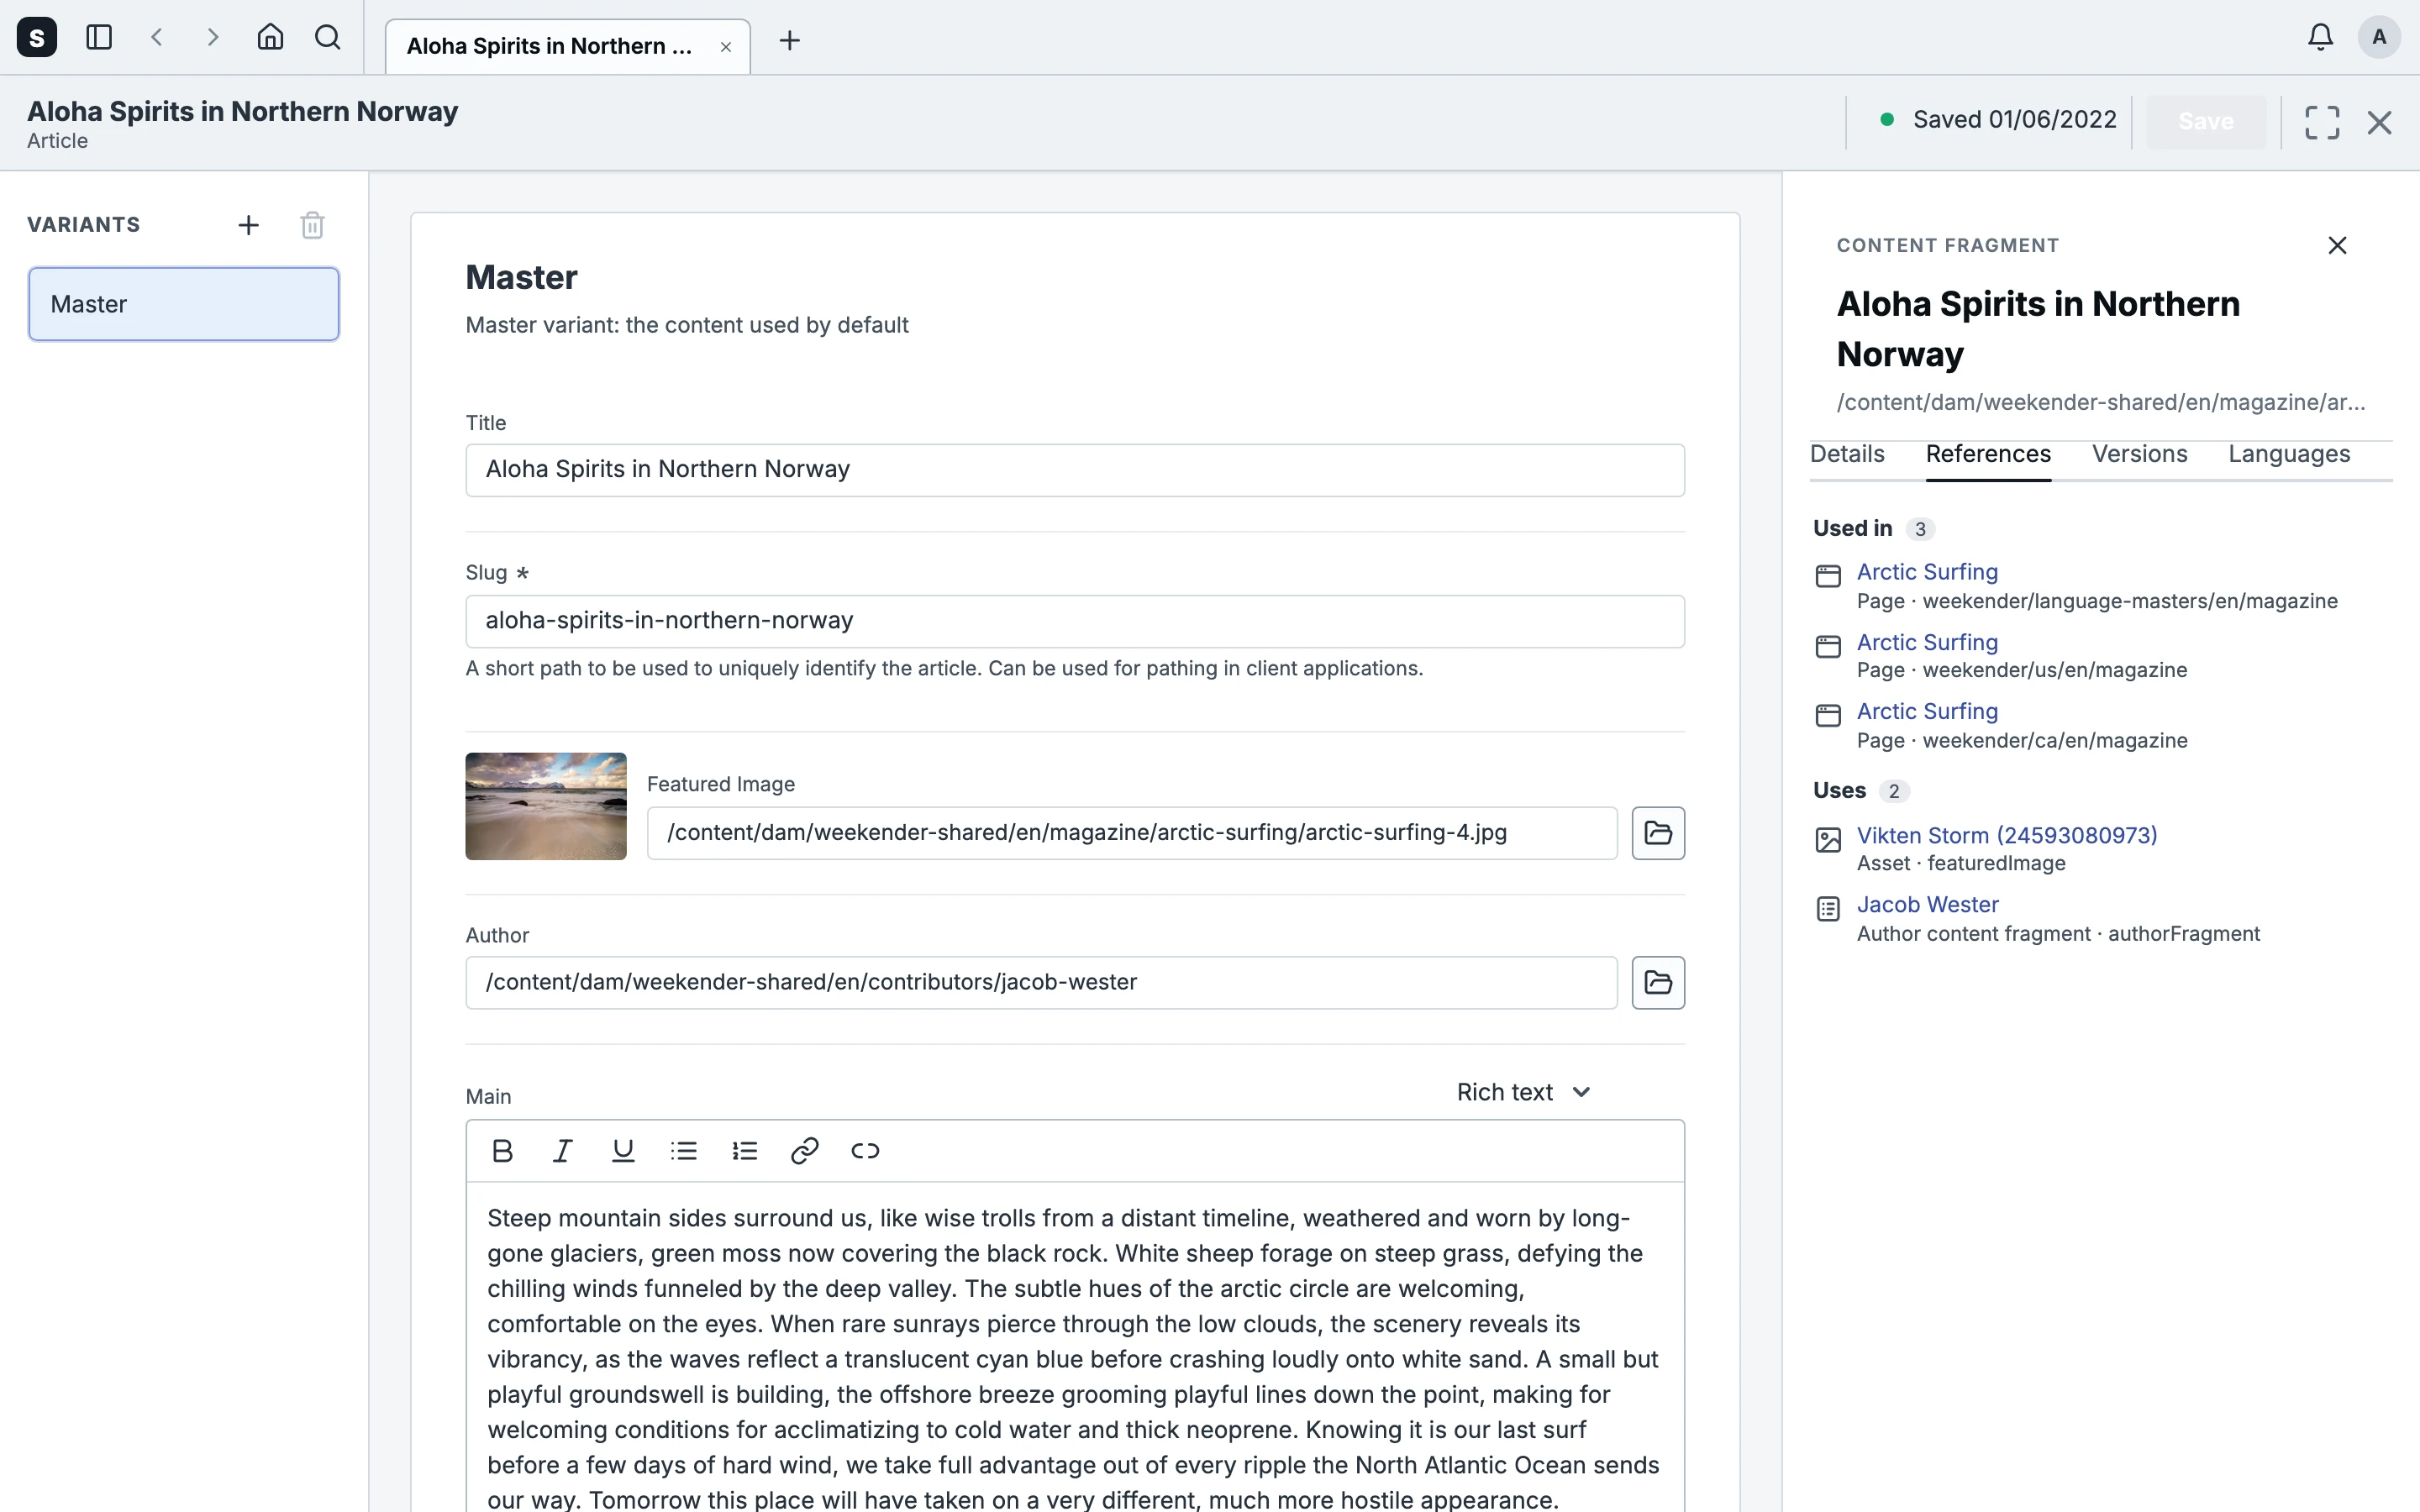 S
Aloha Spirits in Northern ...
A
Aloha Spirits in Northern Norway
Article
Saved 01/06/2022
Save
VARIANTS
Master
Master
Master variant: the content used by default
Title
Aloha Spirits in Northern Norway
Slug *
aloha-spirits-in-northern-norway
A short path to be used to uniquely identify the article. Can be used for pathing in client applications.
Featured Image
/content/dam/weekender-shared/en/magazine/arctic-surfing/arctic-surfing-4.jpg
Author
/content/dam/weekender-shared/en/contributors/jacob-wester
Main
Rich text
Steep mountain sides surround us, like wise trolls from a distant timeline, weathered and worn by long-
gone glaciers, green moss now covering the black rock. White sheep forage on steep grass, defying the
chilling winds funneled by the deep valley. The subtle hues of the arctic circle are welcoming,
comfortable on the eyes. When rare sunrays pierce through the low clouds, the scenery reveals its
vibrancy, as the waves reflect a translucent cyan blue before crashing loudly onto white sand. A small but
playful groundswell is building, the offshore breeze grooming playful lines down the point, making for
welcoming conditions for acclimatizing to cold water and thick neoprene. Knowing it is our last surf
before a few days of hard wind, we take full advantage out of every ripple the North Atlantic Ocean sends
our way. Tomorrow this place will have taken on a very different, much more hostile appearance.
CONTENT FRAGMENT
Aloha Spirits in Northern
Norway
/content/dam/weekender-shared/en/magazine/ar...
Details References Versions Languages
Used in 3
Arctic Surfing
Page · weekender/language-masters/en/magazine
Arctic Surfing
Page · weekender/us/en/magazine
Arctic Surfing
Page · weekender/ca/en/magazine
Uses 2
Vikten Storm (24593080973)
Asset · featuredImage
Jacob Wester
Author content fragment · authorFragment